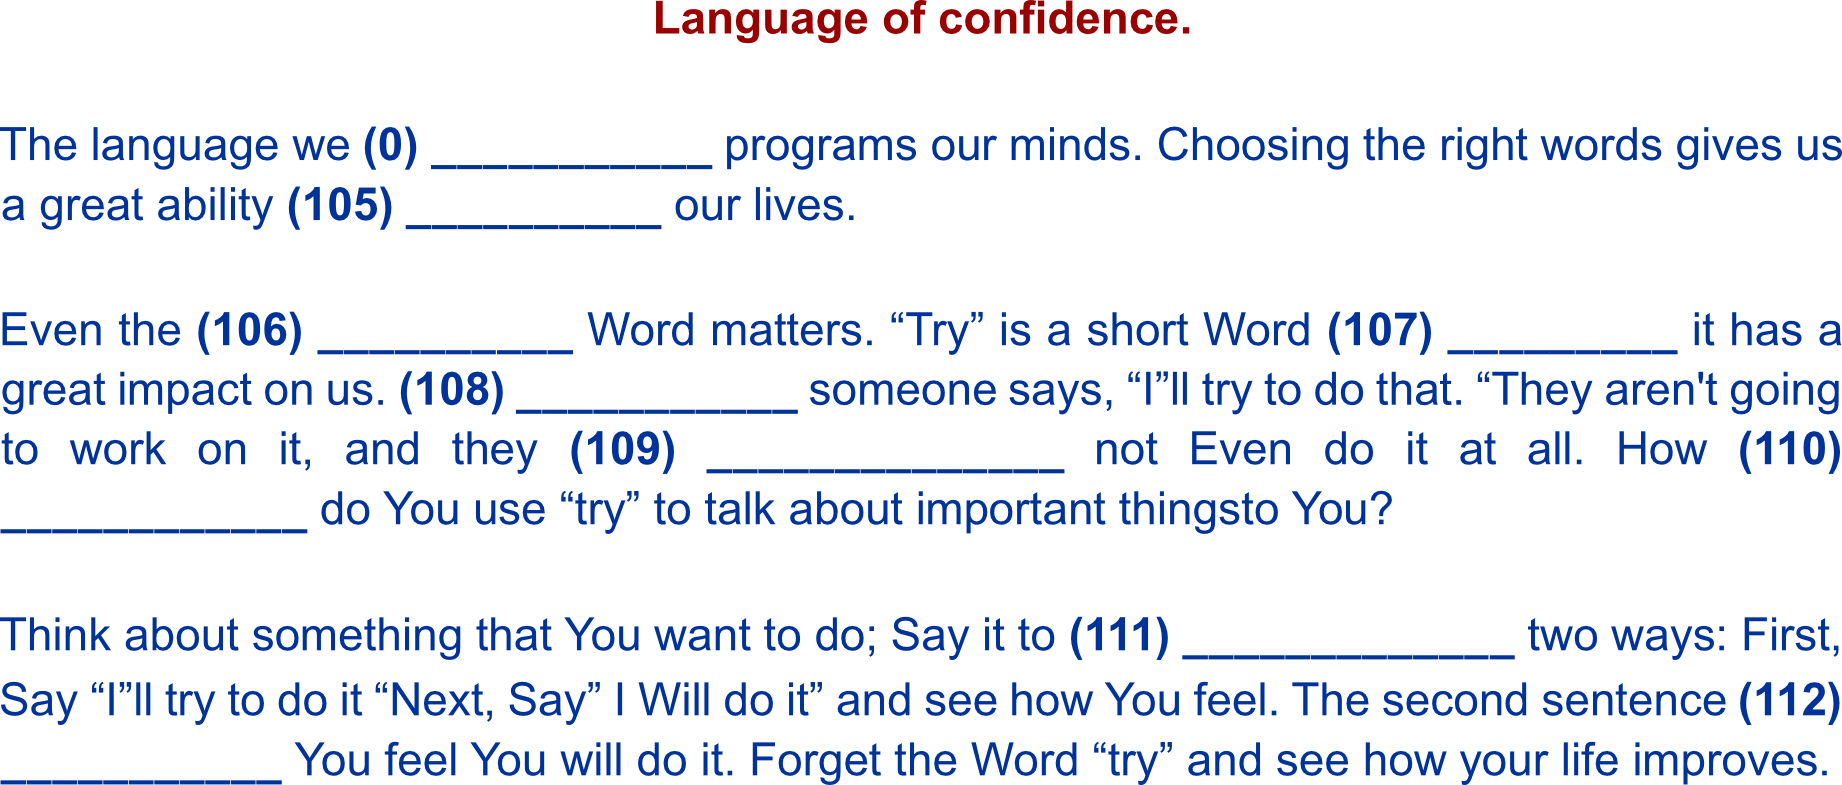 Language of confidence.
The language we (0) ___________ programs our minds. Choosing the right words gives us
a great ability (105) __________ our lives.
Even the (106) __________ Word matters. “Try” is a short Word (107) _________ it has a
great impact on us. (108) ___________ someone says, “I”ll try to do that. “They aren't going
to work on it, and they (109) ______________ not Even do it at all. How (110)
____________ do You use “try” to talk about important thingsto You?
Think about something that You want to do; Say it to (111) _____________ two ways: First,
Say “I”ll try to do it “Next, Say” I Will do it” and see how You feel. The second sentence (112)
___________ You feel You will do it. Forget the Word “try” and see how your life improves.